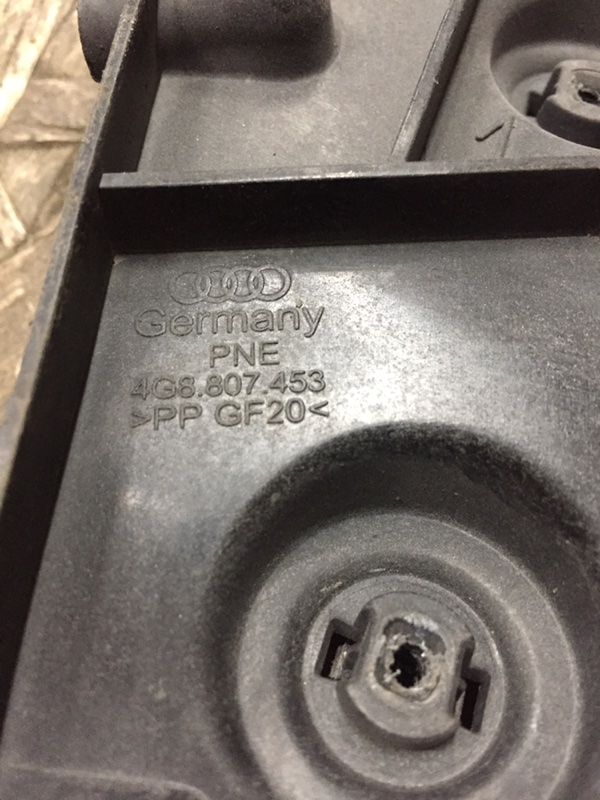 Germany
PNE
4G8.807.453
>PP GF20<